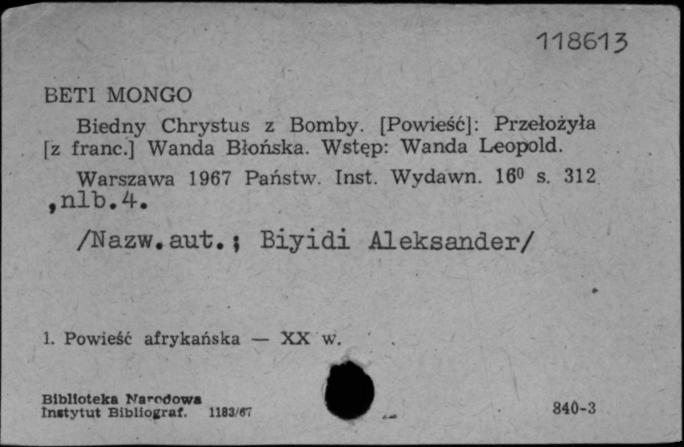 118613
BETI MONGO
Biedny Chrystus z Bomby. [Powieść]: Przełożyła
[z franc.] Wanda Błońska. Wstęp: Wanda Leopold.
Warszawa 1967 Państw. Inst. Wydawn. 16⁰ s. 312
,nlb.4.
/Nazw.aut.; Biyidi Aleksander/
1. Powieść afrykańska — XX w.
Biblioteka Narodowa
Instytut Bibliograf. 1183/67
840-3